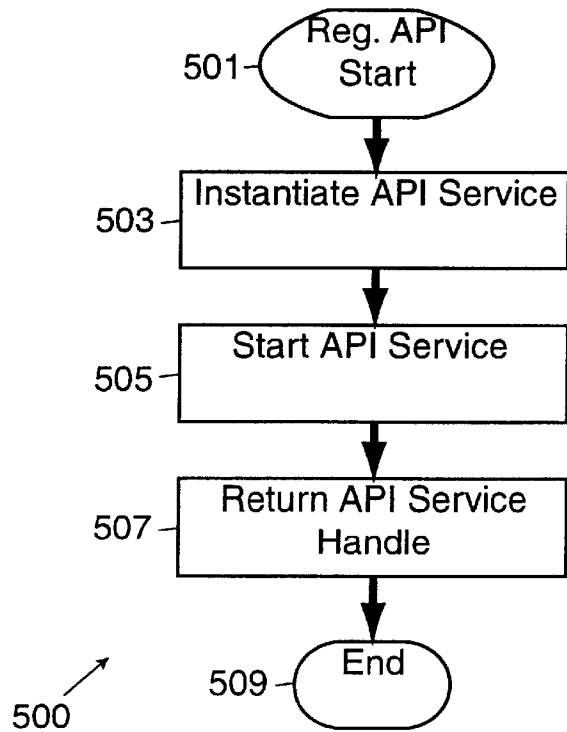 Reg. API
Start
501
Instantiate API Service
503
Start API Service
505
Return API Service
Handle
507
End
509
500